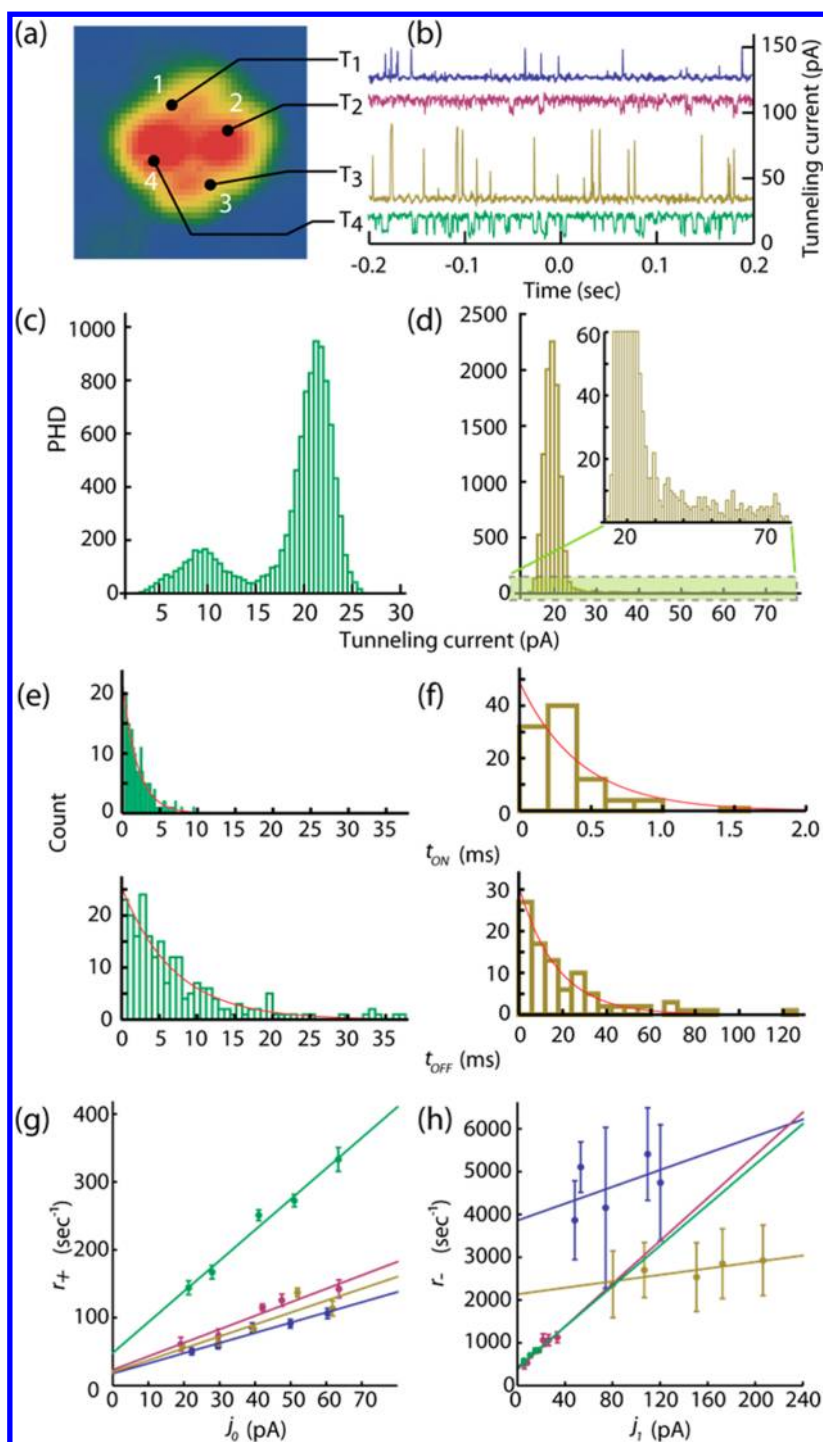 (a)
1
2
3
4
T1
T2
T3
T4
(b)
150
100
50
0
Tunneling current (pA)
-0.2 -0.1 0.0 0.1 0.2
Time (sec)
(c)
1000
800
600
400
200
0
PHD
0 5 10 15 20 25 30
(d)
2500
2000
1500
1000
500
0
60
40
20
20 70
20 30 40 50 60 70
Tunneling current (pA)
(e)
20
10
0
0 5 10 15 20 25 30 35
Count
20
10
0
0 5 10 15 20 25 30 35
(f)
40
20
0
0 0.5 1.0 1.5 2.0
tON (ms)
30
20
10
0
0 20 40 60 80 100 120
tOFF (ms)
(g)
400
300
200
100
0
r+ (sec-1)
0 10 20 30 40 50 60 70
j0 (pA)
(h)
6000
5000
4000
3000
2000
1000
0
r- (sec-1)
0 40 80 120 160 200 240
j1 (pA)